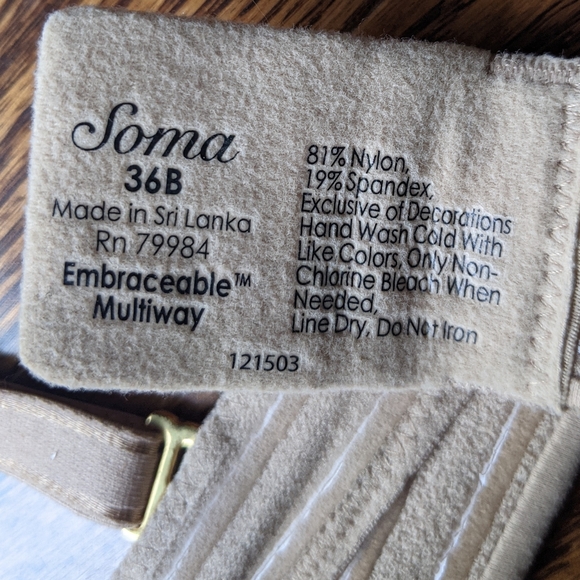 Soma
36B
Made in Sri Lanka
Rn 79984
Embraceable™
Multiway
81% Nylon,
19% Spandex,
Exclusive of Decorations
Hand Wash Cold With
Like Colors, Only Non-
Chlorine Bleach When
Needed,
Line Dry, Do Not Iron
121503